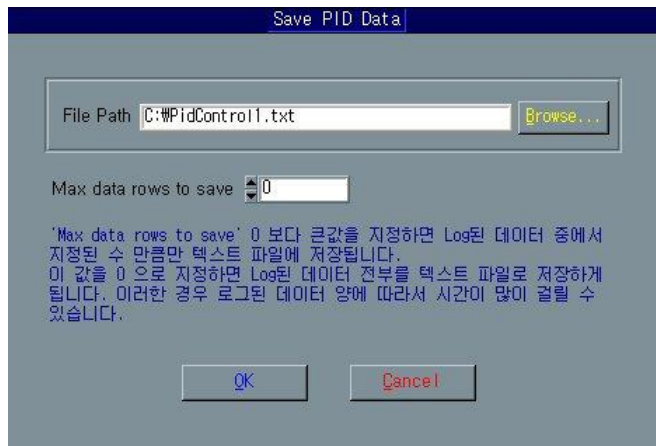 Save PID Data
File Path C:₩PidControl1.txt Browse...
Max data rows to save 0
'Max data rows to save' 0 보다 큰값을 지정하면 Log된 데이터 중에서
지정된 수 만큼만 텍스트 파일에 저장됩니다.
이 값을 0 으로 지정하면 Log된 데이터 전부를 텍스트 파일로 저장하게
됩니다. 이러한 경우 로그된 데이터 양에 따라서 시간이 많이 걸릴 수
있습니다.
OK Cancel